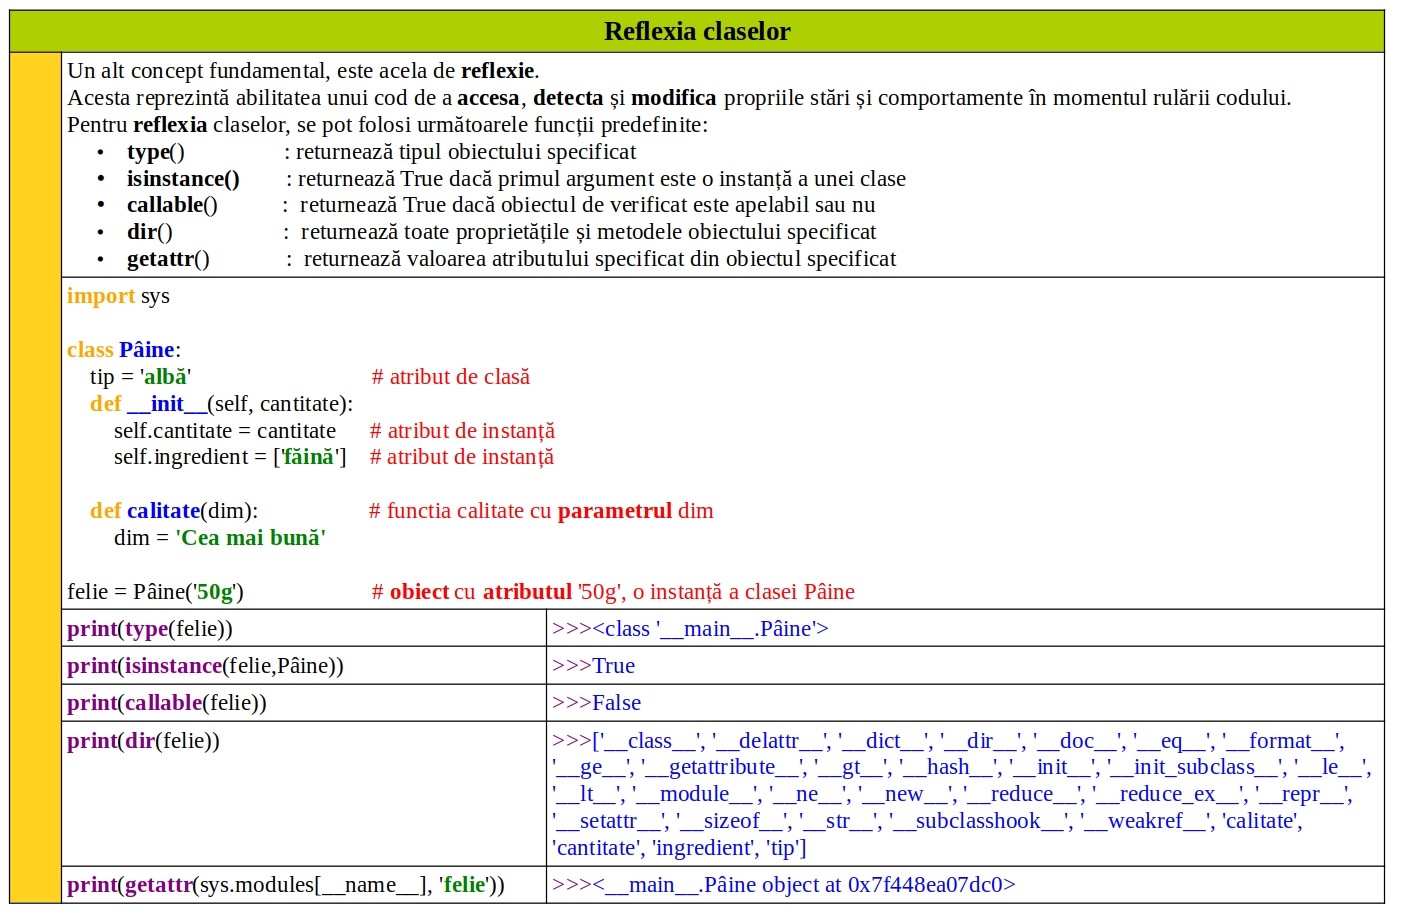 Reflexia claselor
Un alt concept fundamental, este acela de reflexie.
Acesta reprezintă abilitatea unui cod de a accesa, detecta și modifica propriile stări și comportamente în momentul rulării codului.
Pentru reflexia claselor, se pot folosi următoarele funcții predefinite:
• type() : returnează tipul obiectului specificat
• isinstance() : returnează True dacă primul argument este o instanță a unei clase
• callable() : returnează True dacă obiectul de verificat este apelabil sau nu
• dir() : returnează toate proprietățile și metodele obiectului specificat
• getattr() : returnează valoarea atributului specificat din obiectul specificat
import sys
class Pâine:
tip = 'albă' # atribut de clasă
def __init__(self, cantitate):
self.cantitate = cantitate # atribut de instanță
self.ingredient = ['făină'] # atribut de instanță
def calitate(dim): # functia calitate cu parametrul dim
dim = 'Cea mai bună'
felie = Pâine('50g') # obiect cu atributul '50g', o instanță a clasei Pâine
print(type(felie)) >>><class '__main__.Pâine'>
print(isinstance(felie,Pâine)) >>>True
print(callable(felie)) >>>False
print(dir(felie)) >>>['__class__', '__delattr__', '__dict__', '__dir__', '__doc__', '__eq__', '__format__',
'__ge__', '__getattribute__', '__gt__', '__hash__', '__init__', '__init_subclass__', '__le__',
'__lt__', '__module__', '__ne__', '__new__', '__reduce__', '__reduce_ex__', '__repr__',
'__setattr__', '__sizeof__', '__str__', '__subclasshook__', '__weakref__', 'calitate',
'cantitate', 'ingredient', 'tip']
print(getattr(sys.modules[__name__], 'felie')) >>><__main__.Pâine object at 0x7f448ea07dc0>